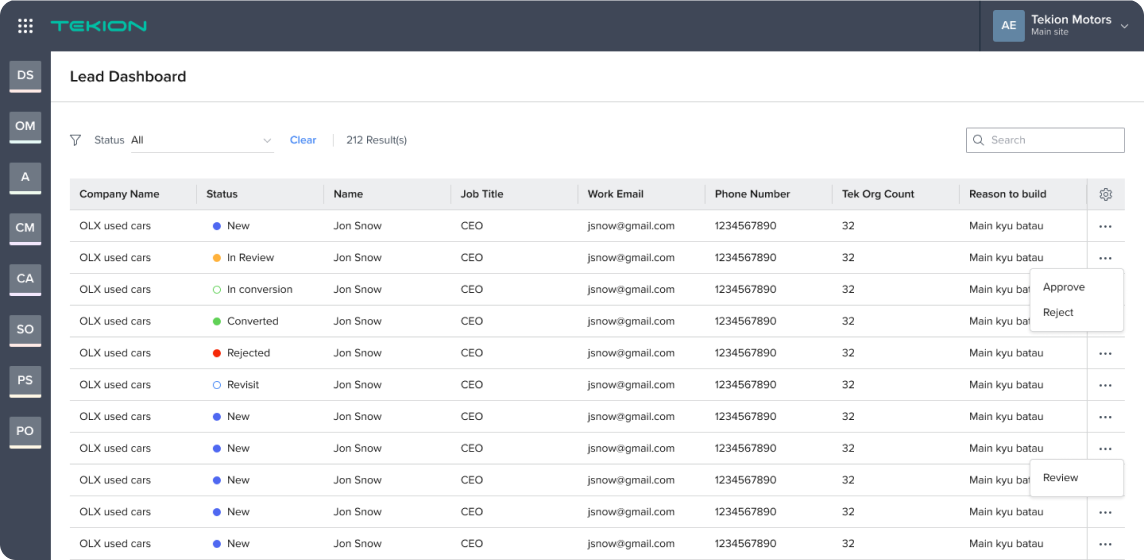 TEKION
AE
Tekion Motors
Main site
DS
OM
A
CM
CA
SO
PS
PO
Lead Dashboard
Status All Clear 212 Result(s) Search
Company Name Status Name Job Title Work Email Phone Number Tek Org Count Reason to build
OLX used cars New Jon Snow CEO jsnow@gmail.com 1234567890 32 Main kyu batau
OLX used cars In Review Jon Snow CEO jsnow@gmail.com 1234567890 32 Main kyu batau
OLX used cars In conversion Jon Snow CEO jsnow@gmail.com 1234567890 32 Main kyu bat
Approve
Reject
OLX used cars Converted Jon Snow CEO jsnow@gmail.com 1234567890 32 Main kyu bat
OLX used cars Rejected Jon Snow CEO jsnow@gmail.com 1234567890 32 Main kyu batau
OLX used cars Revisit Jon Snow CEO jsnow@gmail.com 1234567890 32 Main kyu batau
OLX used cars New Jon Snow CEO jsnow@gmail.com 1234567890 32 Main kyu batau
OLX used cars New Jon Snow CEO jsnow@gmail.com 1234567890 32 Main kyu batau
OLX used cars New Jon Snow CEO jsnow@gmail.com 1234567890 32 Main kyu bat
Review
OLX used cars New Jon Snow CEO jsnow@gmail.com 1234567890 32 Main kyu batau
OLX used cars New Jon Snow CEO jsnow@gmail.com 1234567890 32 Main kyu batau